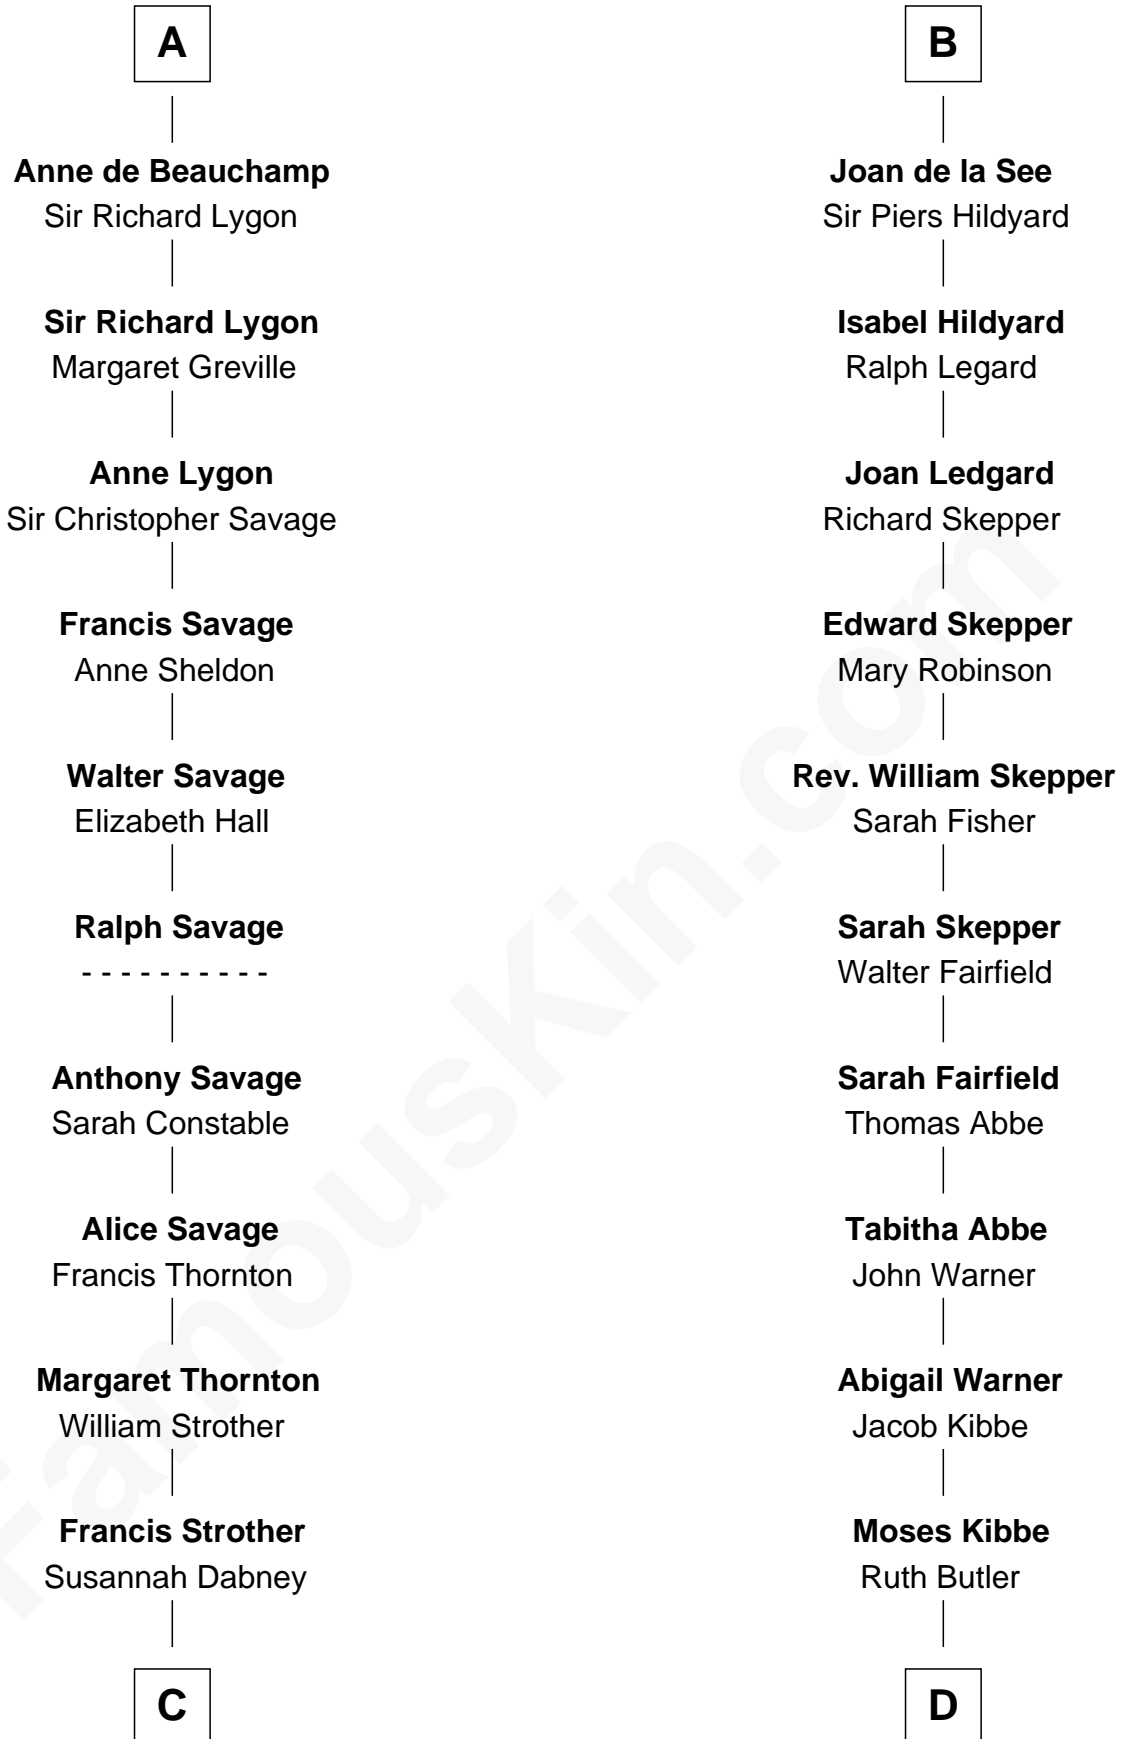 A
Anne de Beauchamp
Sir Richard Lygon
Sir Richard Lygon
Margaret Greville
Anne Lygon
Sir Christopher Savage
Francis Savage
Anne Sheldon
Walter Savage
Elizabeth Hall
Ralph Savage
- - - - - - - - - -
Anthony Savage
Sarah Constable
Alice Savage
Francis Thornton
Margaret Thornton
William Strother
Francis Strother
Susannah Dabney
C
B
Joan de la See
Sir Piers Hildyard
Isabel Hildyard
Ralph Legard
Joan Ledgard
Richard Skepper
Edward Skepper
Mary Robinson
Rev. William Skepper
Sarah Fisher
Sarah Skepper
Walter Fairfield
Sarah Fairfield
Thomas Abbe
Tabitha Abbe
John Warner
Abigail Warner
Jacob Kibbe
Moses Kibbe
Ruth Butler
D
FamousKin.com